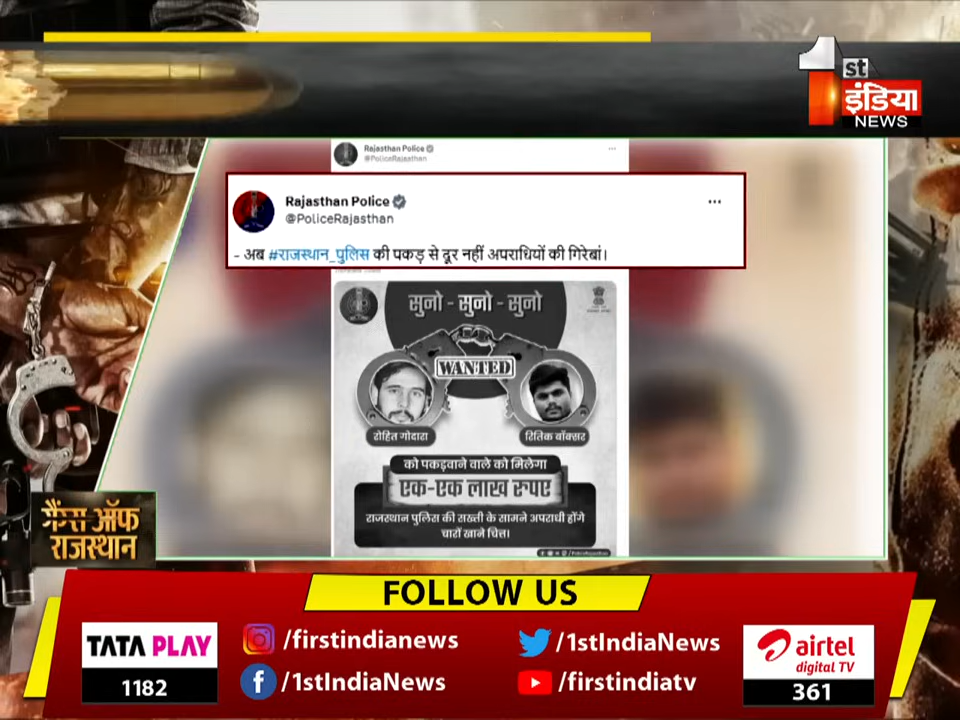 1st
इंडिया
NEWS
Rajasthan Police
@PoliceRajasthan
Rajasthan Police
@PoliceRajasthan
- अब #राजस्थान_पुलिस की पकड़ से दूर नहीं अपराधियों की गिरेबां।
सुनो - सुनो - सुनो
WANTED
रोहित गोदारा
रितिक बॉक्सर
को पकड़वाने वाले को मिलेगा
एक-एक लाख रुपए
राजस्थान पुलिस की सख्ती के सामने अपराधी होंगे
चारों खाने चित्त।
/PoliceRajasthan
गैंग्स ऑफ
राजस्थान
FOLLOW US
TATA PLAY
1182
/firstindianews
/1stIndiaNews
/1stIndiaNews
/firstindiatv
airtel
digital TV
361